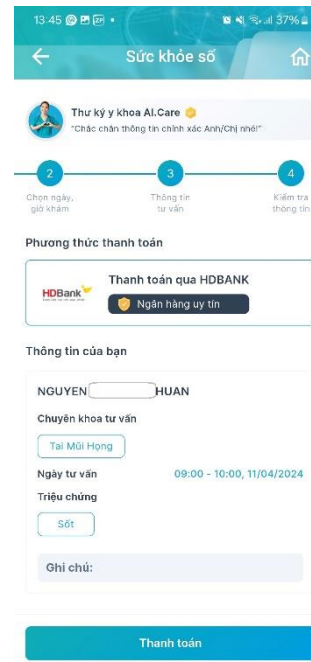 13:45
37%
Sức khỏe số
Thư ký y khoa AI.Care
"Chắc chắn thông tin chính xác Anh/Chị nhé!"
2 3 4
Chọn ngày, Thông tin Kiểm tra
giờ khám tư vấn thông tin
Phương thức thanh toán
HDBank
Thanh toán qua HDBANK
Ngân hàng uy tín
Thông tin của bạn
NGUYEN HUAN
Chuyên khoa tư vấn
Tai Mũi Họng
Ngày tư vấn 09:00 - 10:00, 11/04/2024
Triệu chứng
Sốt
Ghi chú:
Thanh toán